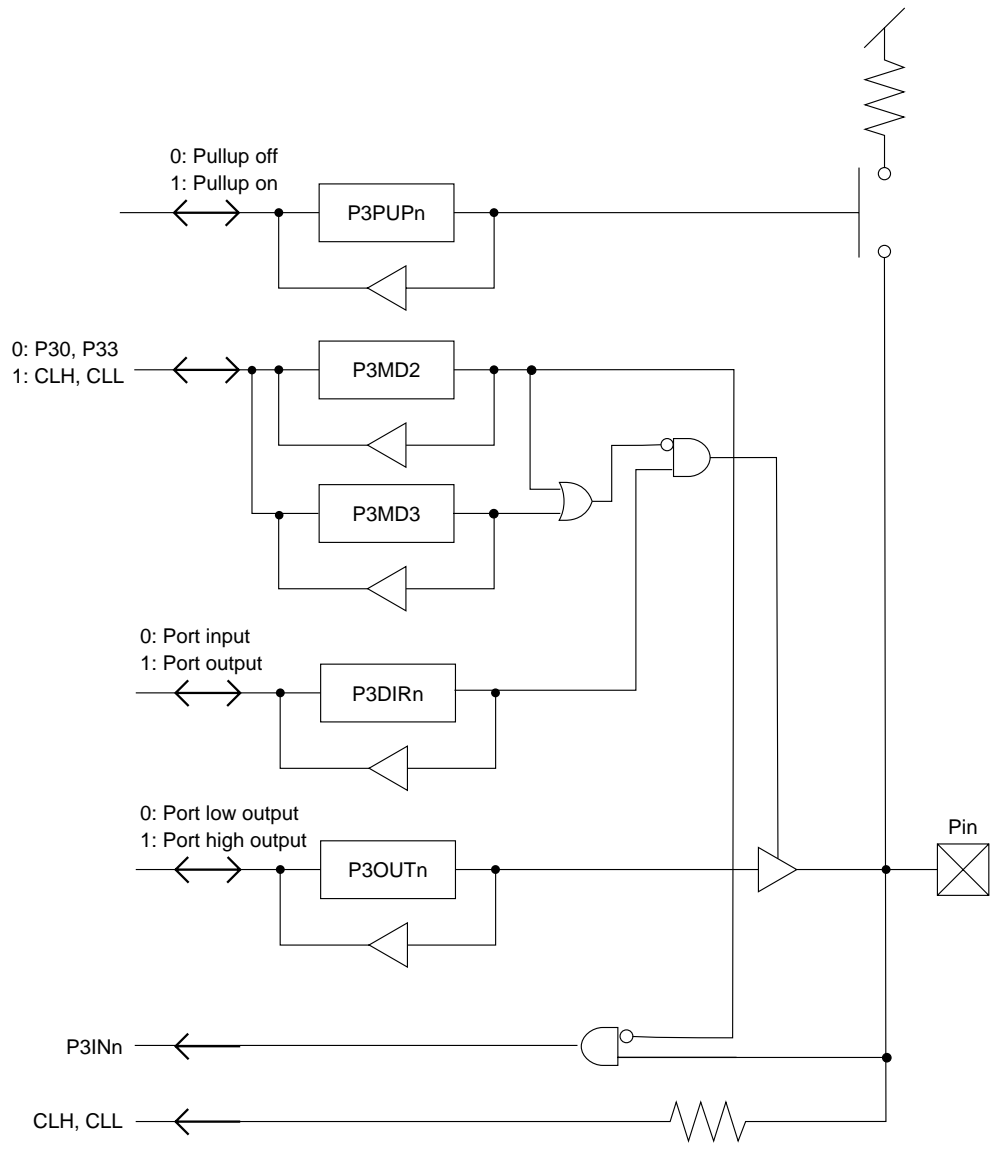 0: Pullup off
1: Pullup on
P3PUPn
0: P30, P33
1: CLH, CLL
P3MD2
P3MD3
0: Port input
1: Port output
P3DIRn
0: Port low output
1: Port high output
P3OUTn
Pin
P3INn
CLH, CLL